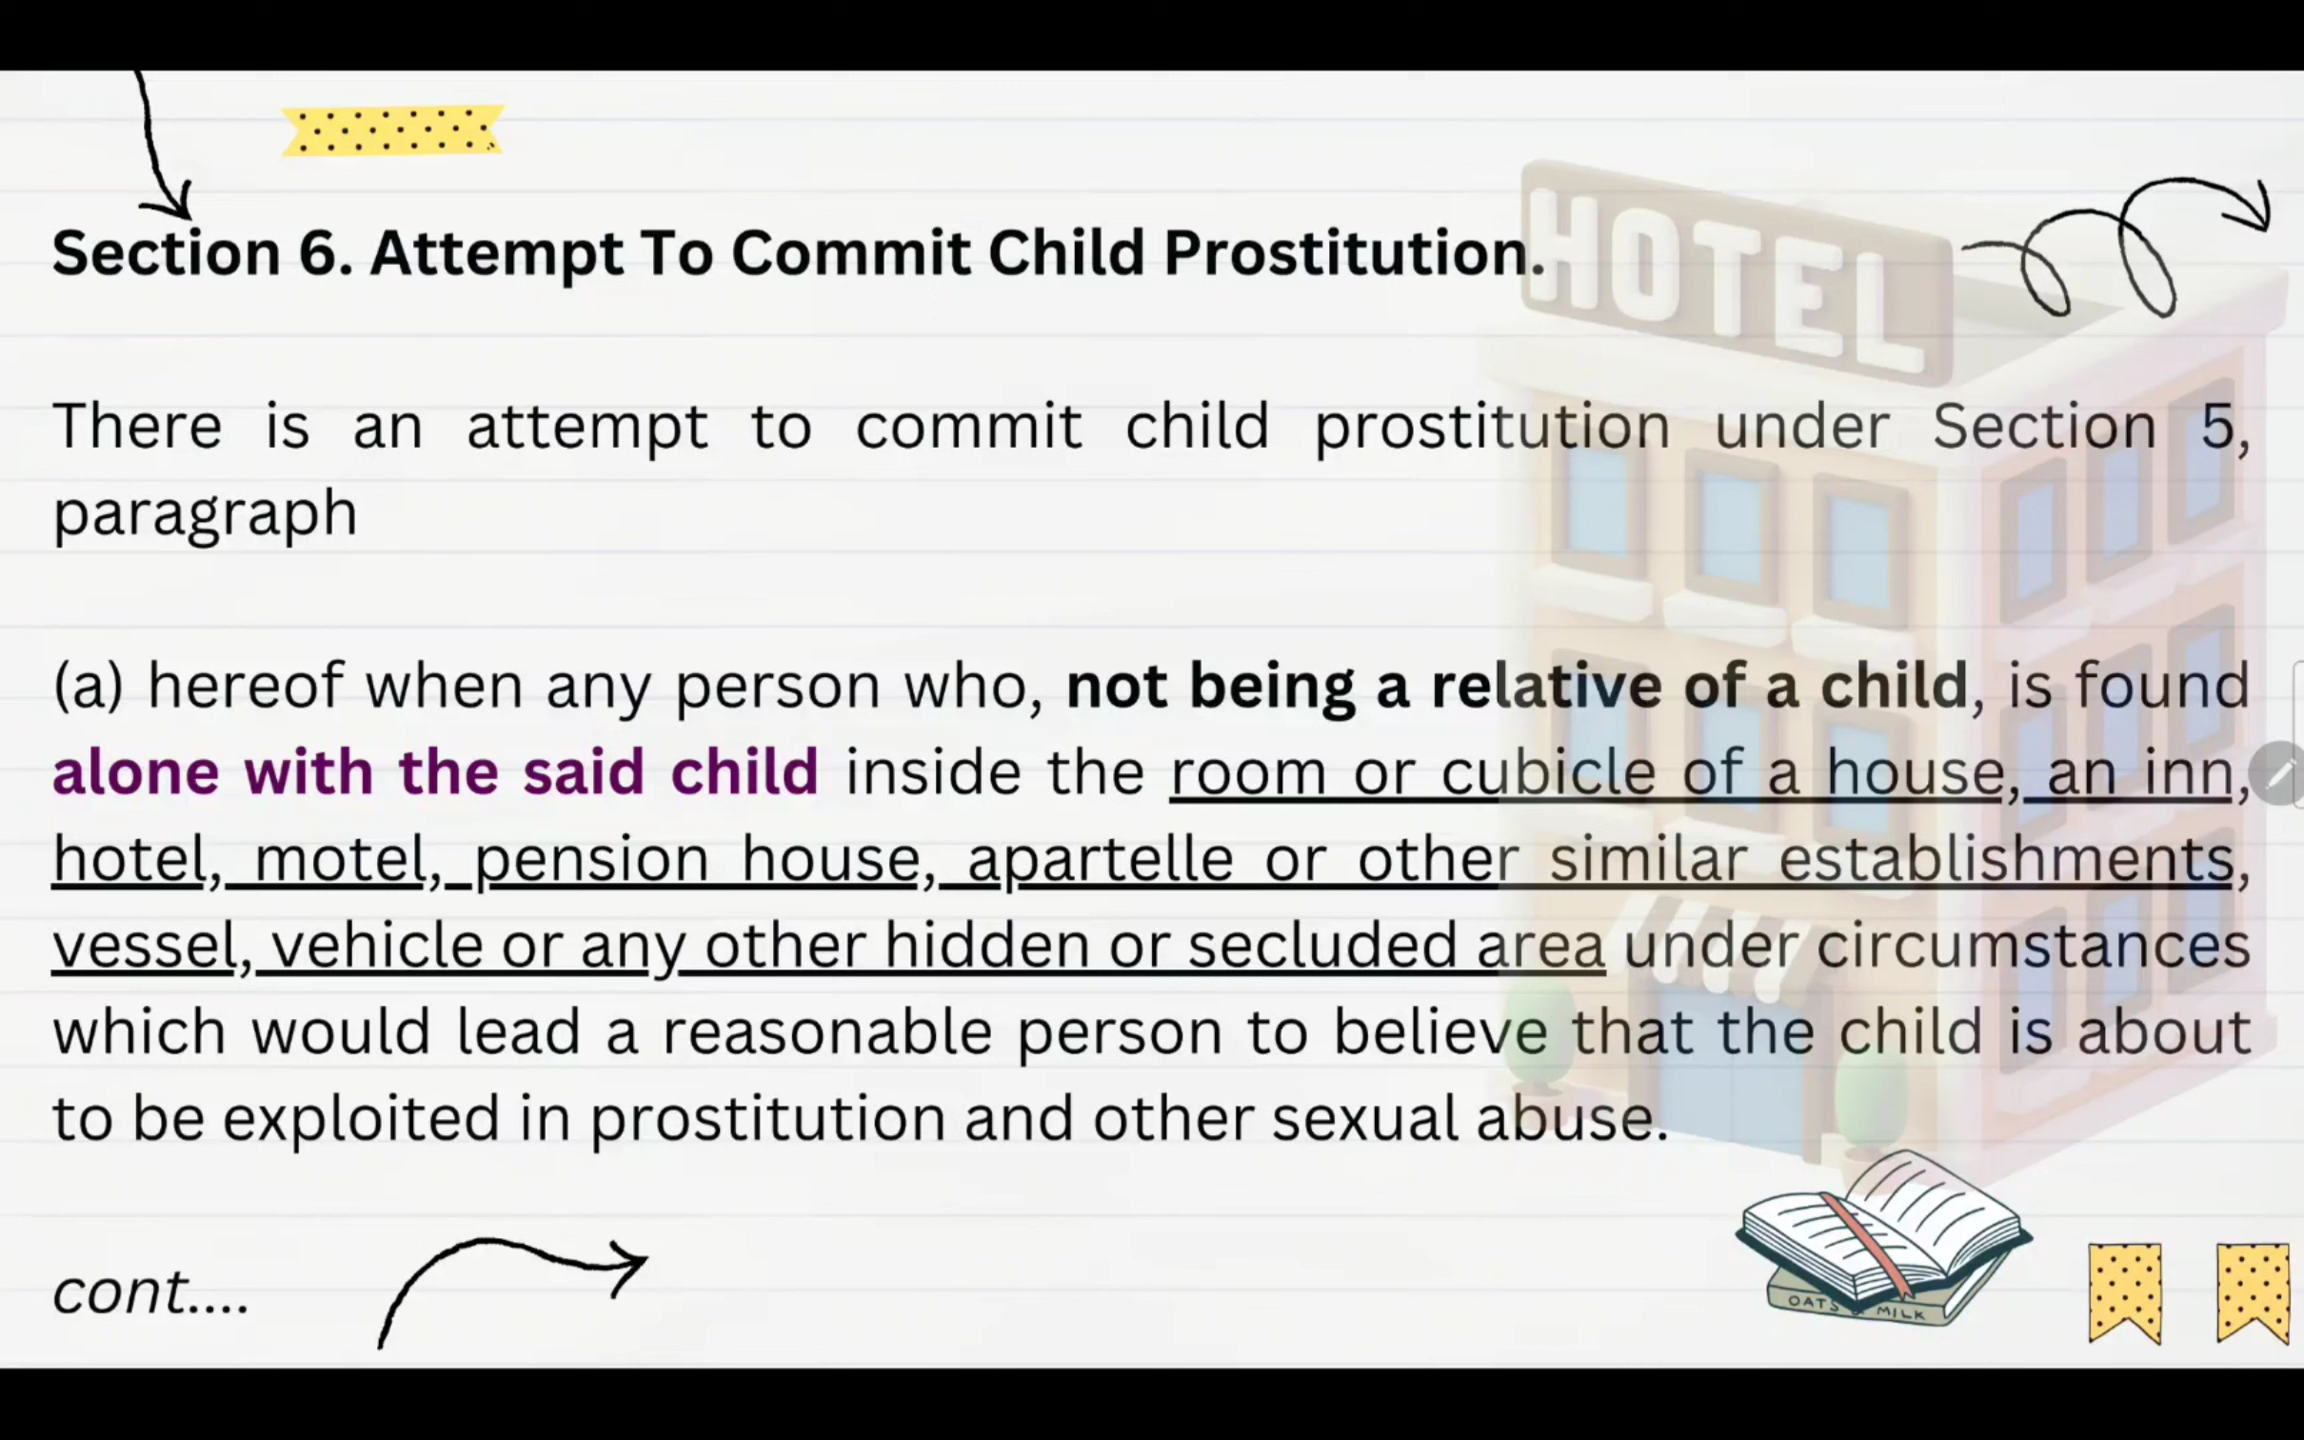 HOTEL
Section 6. Attempt To Commit Child Prostitution.
There is an attempt to commit child prostitution under Section 5,
paragraph
(a) hereof when any person who, not being a relative of a child, is found
alone with the said child inside the room or cubicle of a house, an inn,
hotel, motel, pension house, apartelle or other similar establishments,
vessel, vehicle or any other hidden or secluded area under circumstances
which would lead a reasonable person to believe that the child is about
to be exploited in prostitution and other sexual abuse.
cont....
OATS & MILK